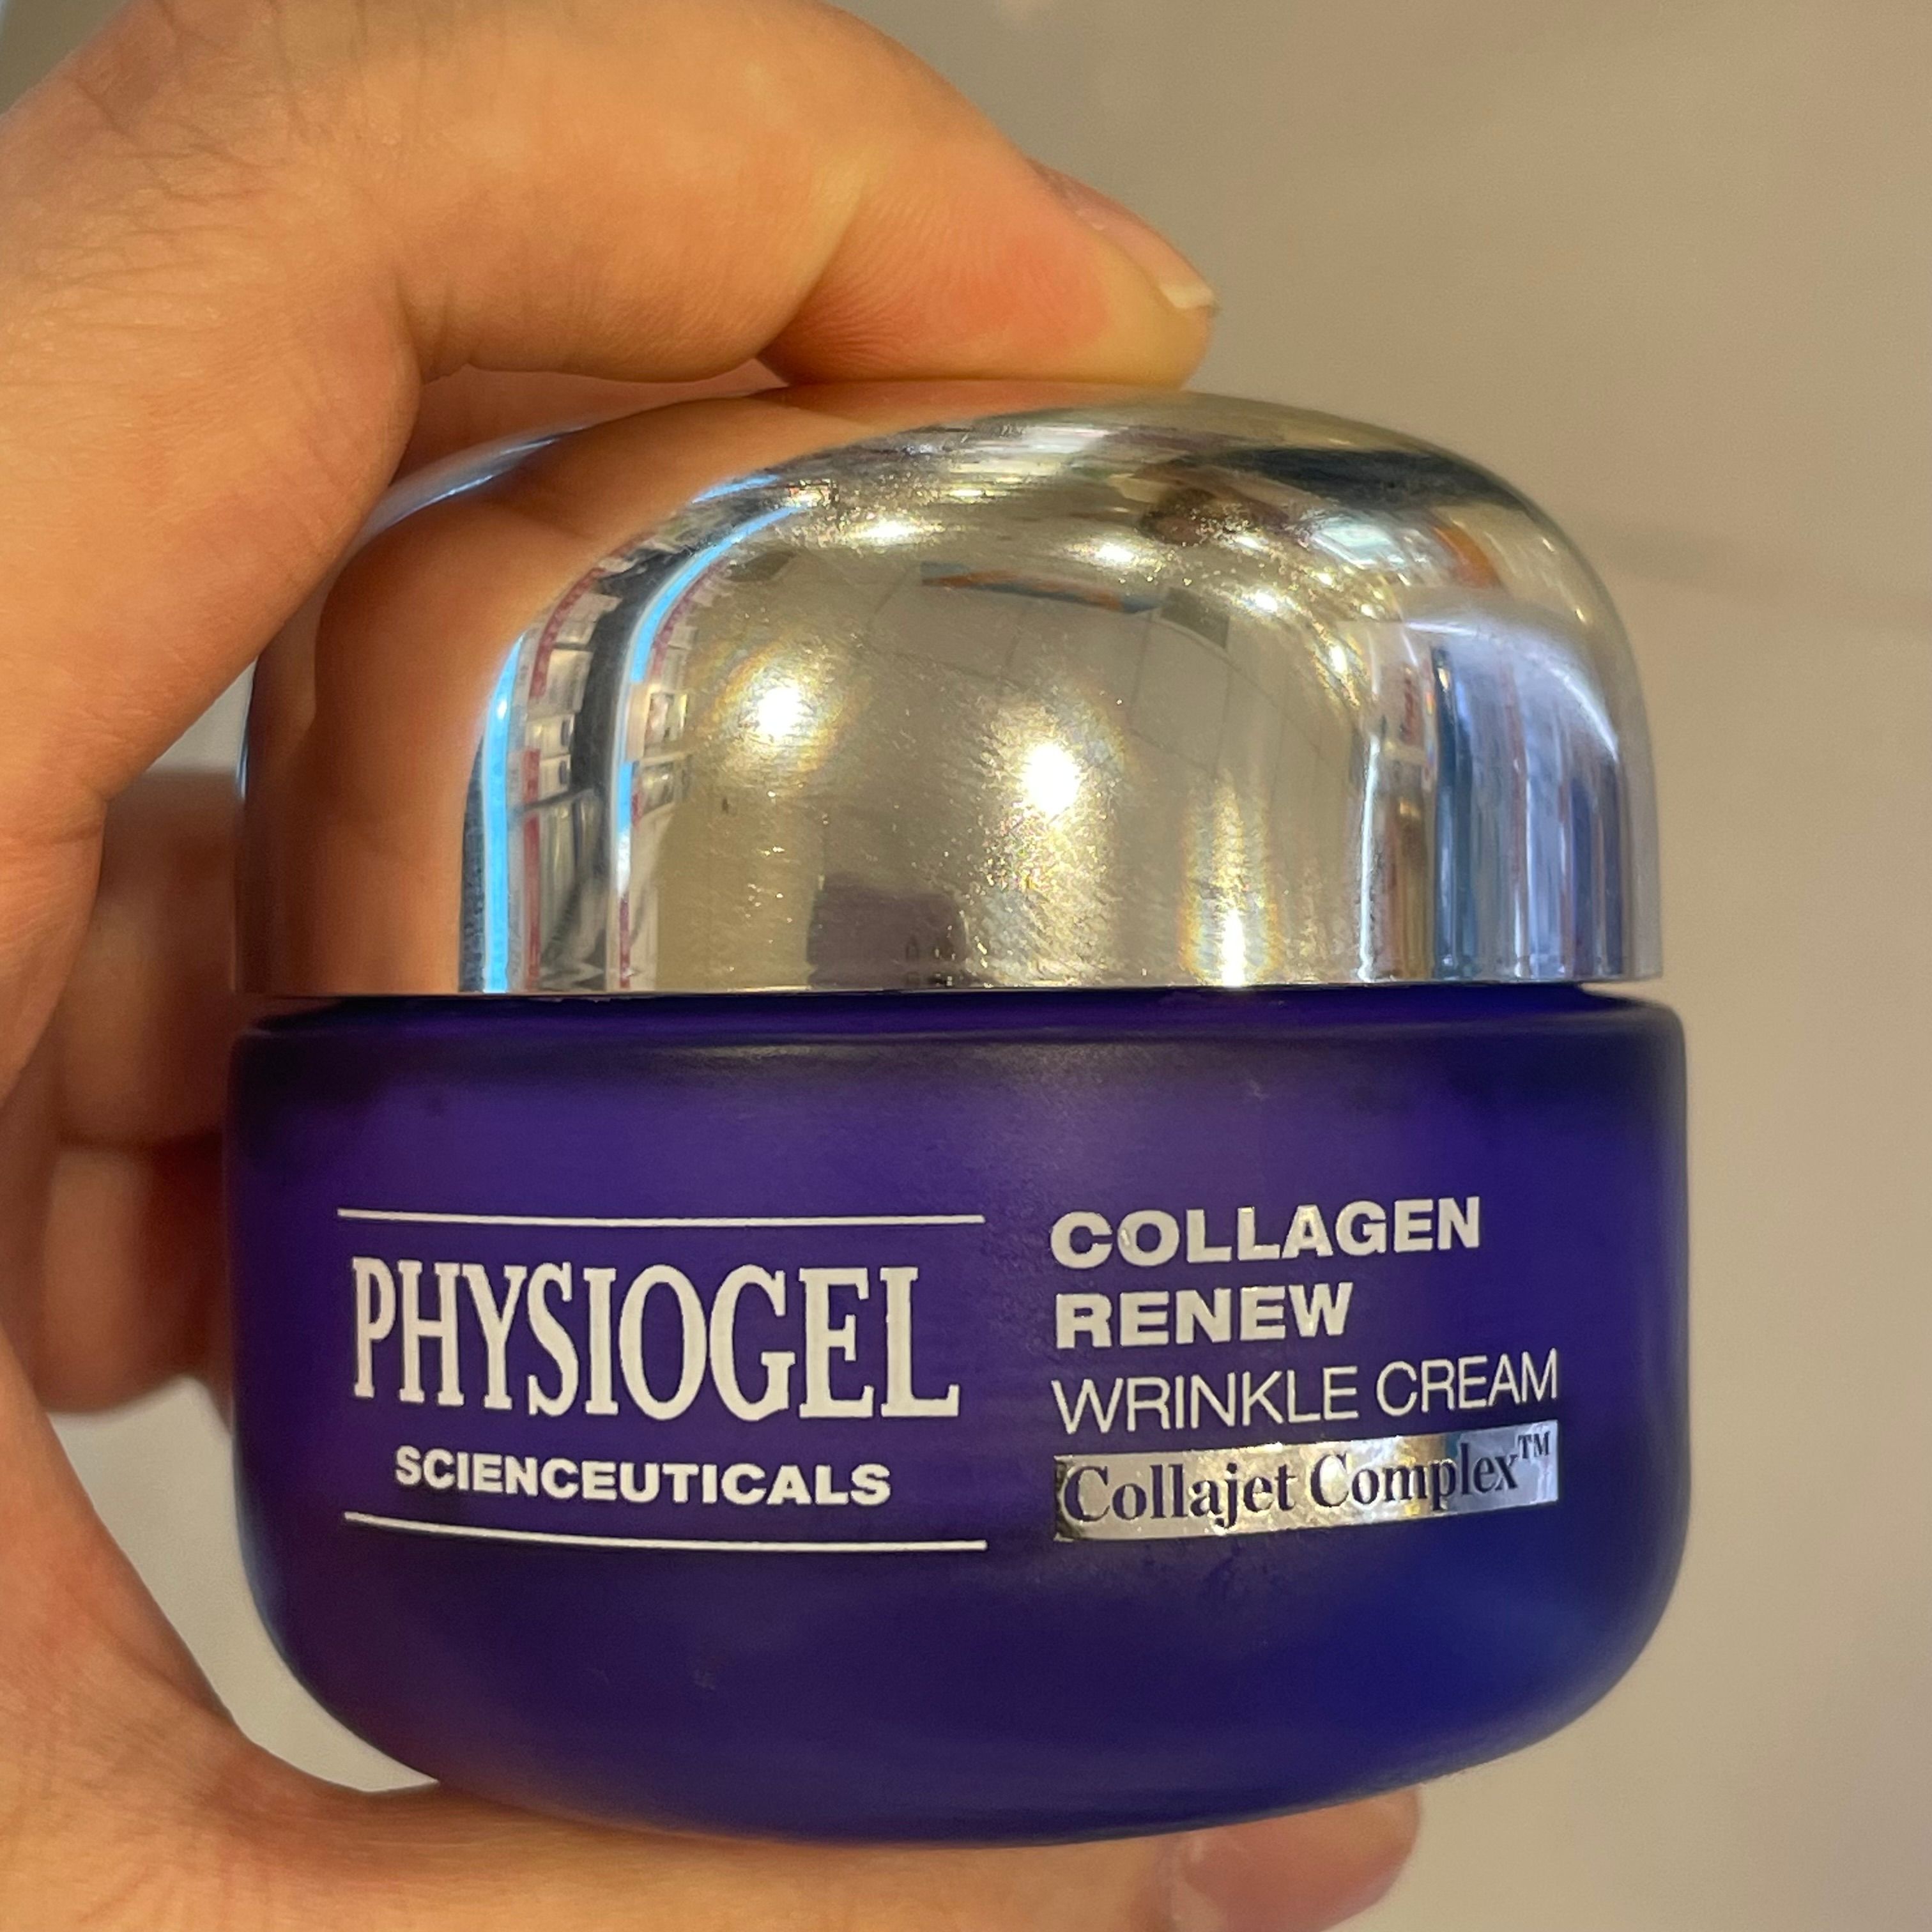 PHYSIOGEL
SCIENCEUTICALS
COLLAGEN
RENEW
WRINKLE CREAM
Collajet Complex™